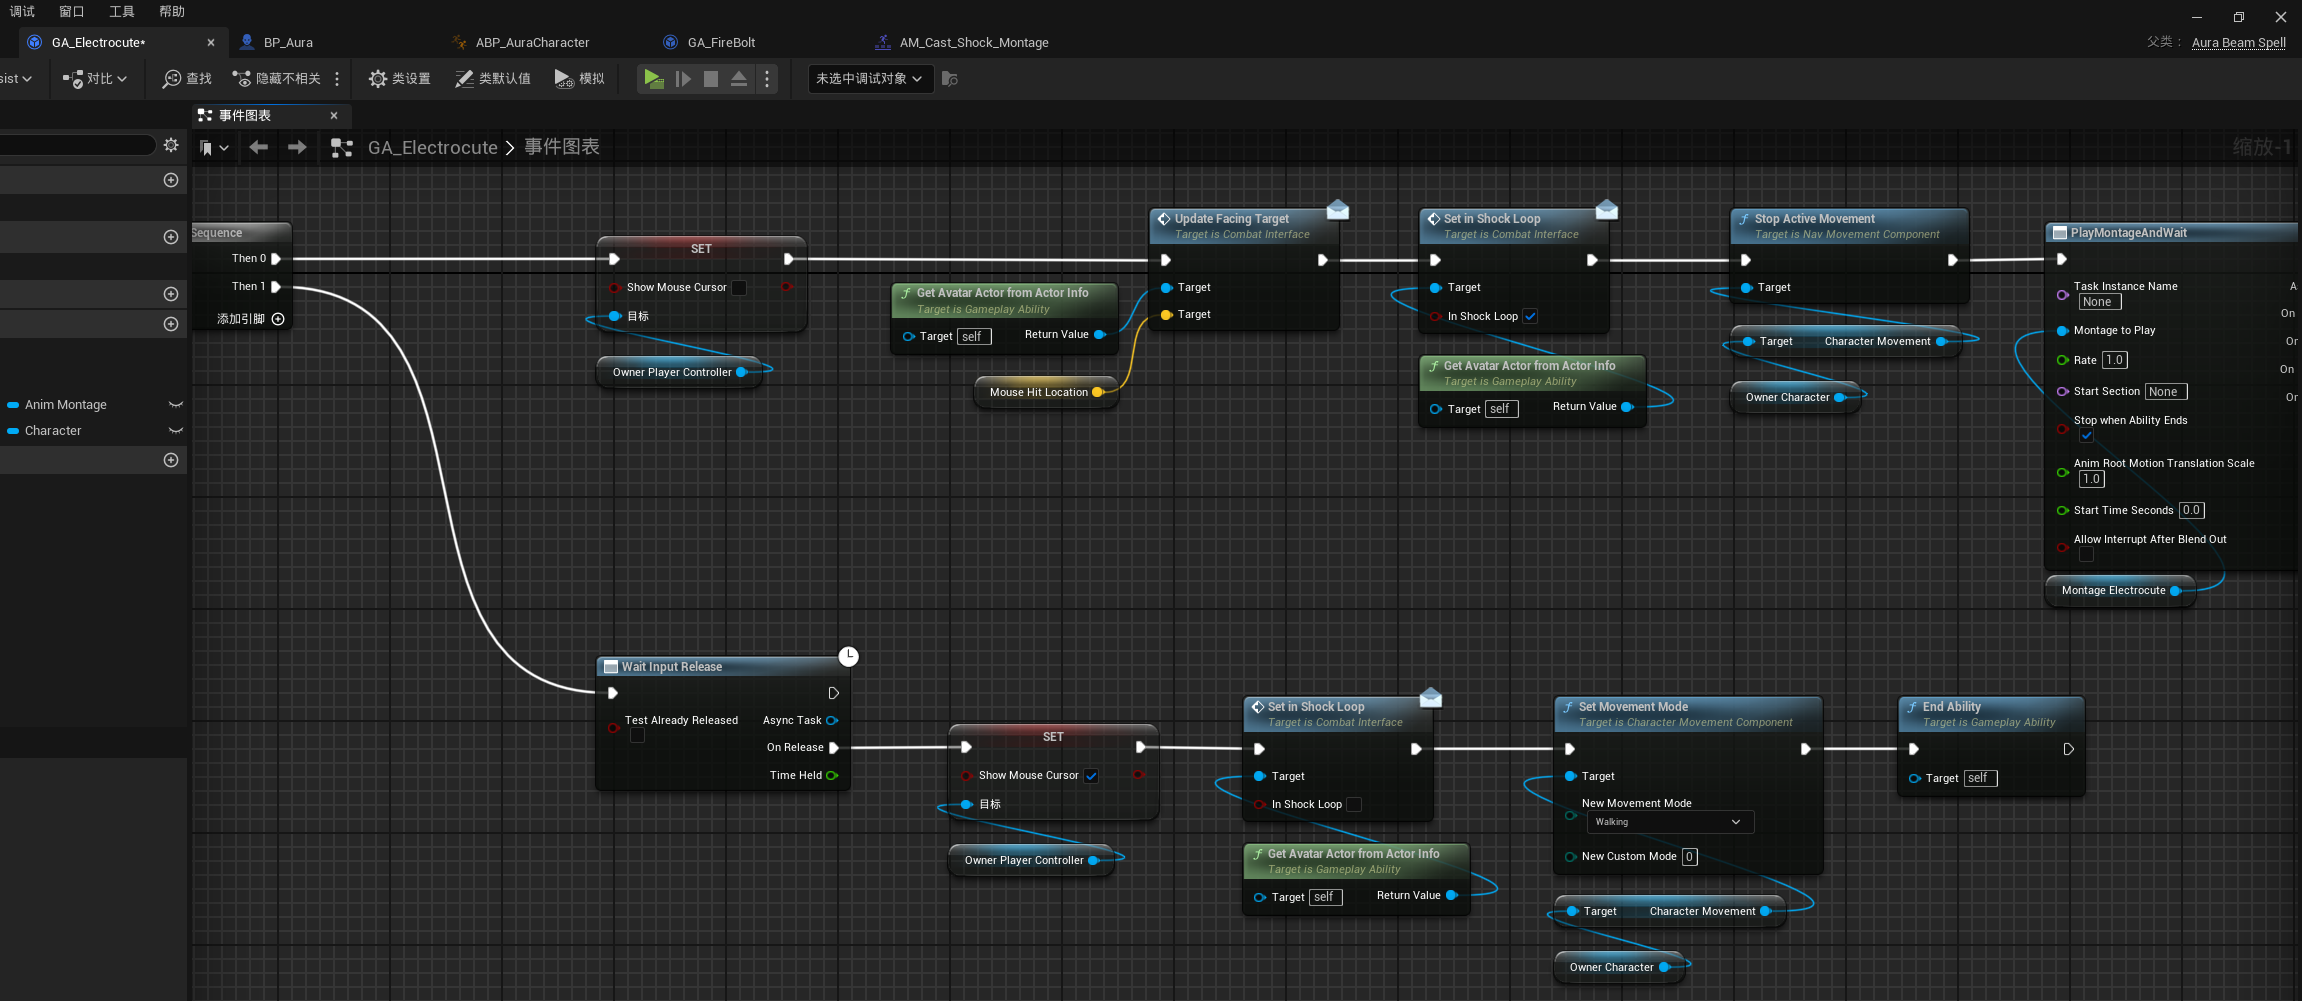 调试 窗口 工具 帮助
GA_Electrocute* BP_Aura ABP_AuraCharacter GA_FireBolt AM_Cast_Shock_Montage 父类： Aura Beam Spell
sist 对比 查找 隐藏不相关 类设置 类默认值 模拟 未选中调试对象
事件图表
GA_Electrocute > 事件图表 缩放-1
Sequence
Then 0
Then 1
添加引脚
Anim Montage
Character
SET
Show Mouse Cursor
目标
Owner Player Controller
Get Avatar Actor from Actor Info
Target is Gameplay Ability
Target self Return Value
Mouse Hit Location
Update Facing Target
Target is Combat Interface
Target
Target
Set in Shock Loop
Target is Combat Interface
Target
In Shock Loop
Get Avatar Actor from Actor Info
Target is Gameplay Ability
Target self Return Value
Stop Active Movement
Target is Nav Movement Component
Target
Target Character Movement
Owner Character
PlayMontageAndWait
Task Instance Name A
None On
Montage to Play Or
Rate 1.0 On
Start Section None Or
Stop when Ability Ends
Anim Root Motion Translation Scale
1.0
Start Time Seconds 0.0
Allow Interrupt After Blend Out
Montage Electrocute
Wait Input Release
Test Already Released Async Task
On Release
Time Held
SET
Show Mouse Cursor
目标
Owner Player Controller
Set in Shock Loop
Target is Combat Interface
Target
In Shock Loop
Get Avatar Actor from Actor Info
Target is Gameplay Ability
Target self Return Value
Set Movement Mode
Target is Character Movement Component
Target
New Movement Mode
Walking
New Custom Mode 0
Target Character Movement
Owner Character
End Ability
Target is Gameplay Ability
Target self